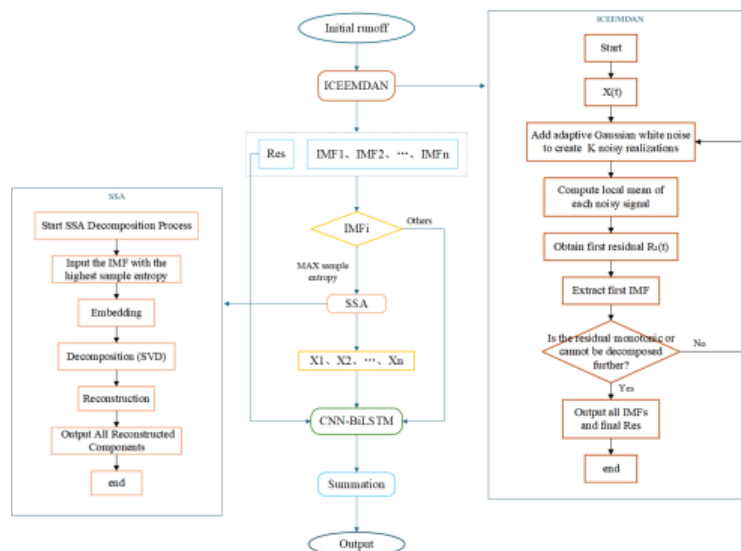 Initial runoff
ICEEMDAN
Res
IMF1、IMF2、…、IMFn
IMFi
Others
MAX sample
entropy
SSA
X1、X2、…、Xn
CNN-BiLSTM
Summation
Output
SSA
Start SSA Decomposition Process
Input the IMF with the
highest sample entropy
Embedding
Decomposition (SVD)
Reconstruction
Output All Reconstructed
Components
end
ICEEMDAN
Start
X(t)
Add adaptive Gaussian white noise
to create K noisy realizations
Compute local mean of
each noisy signal
Obtain first residual R₁(t)
Extract first IMF
Is the residual monotonic or
cannot be decomposed
further?
No
Yes
Output all IMFs
and final Res
end